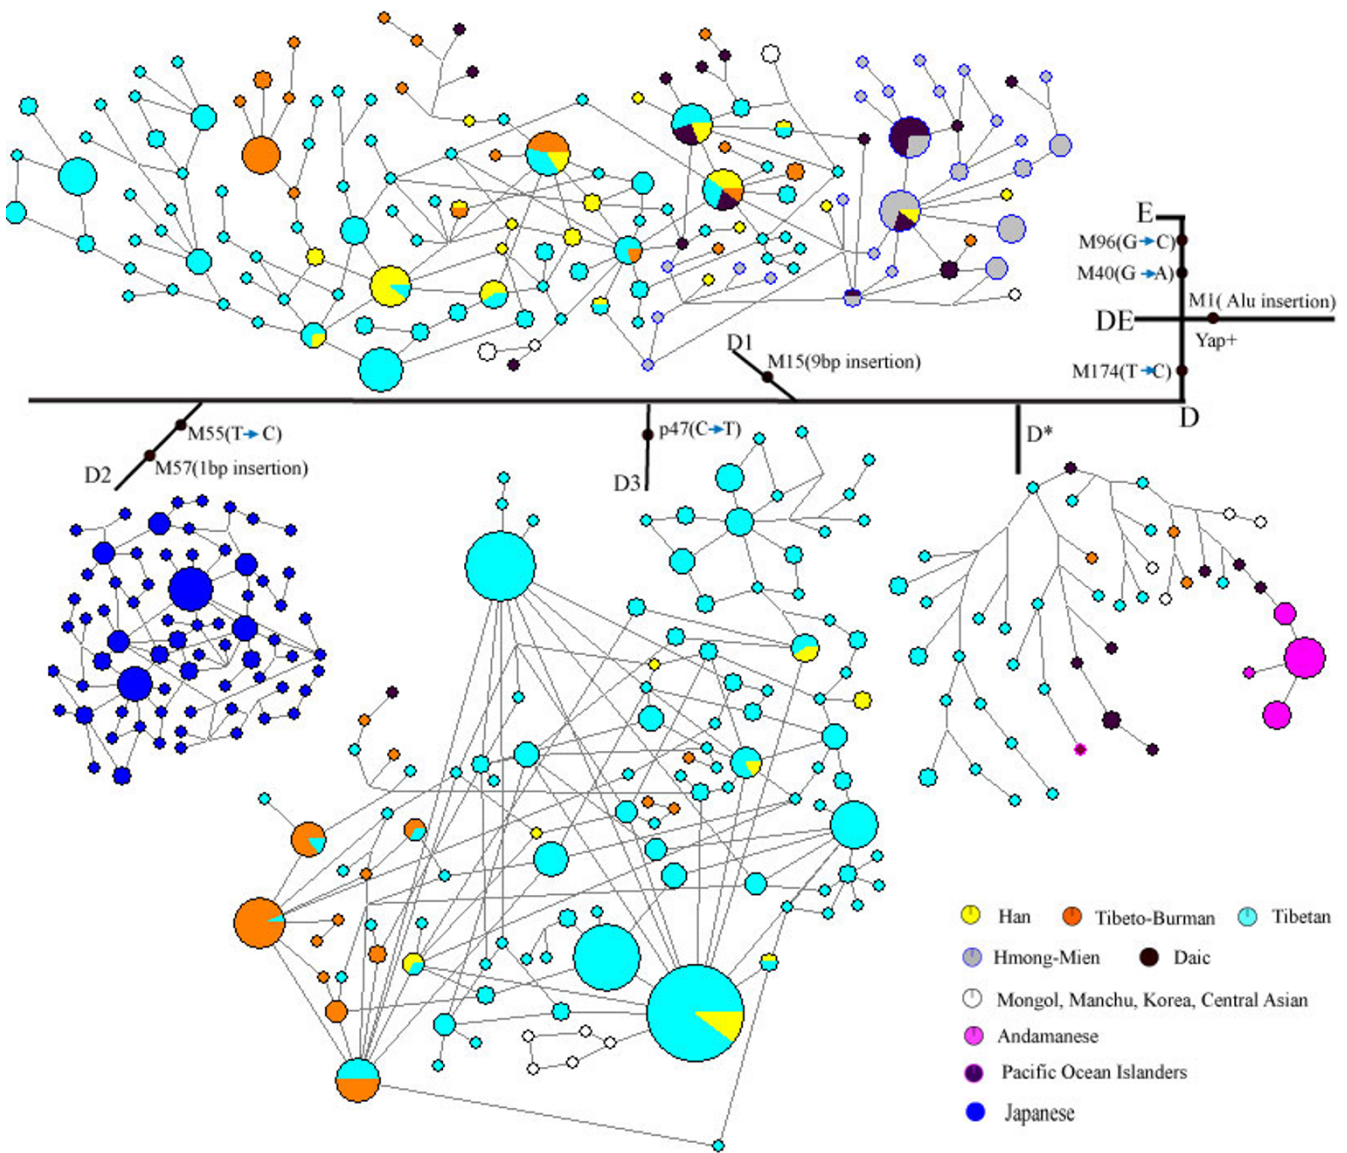 E
M96(G→C)
M40(G→A)
M1( Alu insertion)
DE
Yap+
D1
M15(9bp insertion)
M174(T→C)
D
M55(T→C)
p47(C→T)
D*
M57(1bp insertion)
D2
D3
Han
Tibeto-Burman
Tibetan
Hmong-Mien
Daic
Mongol, Manchu, Korea, Central Asian
Andamanese
Pacific Ocean Islanders
Japanese